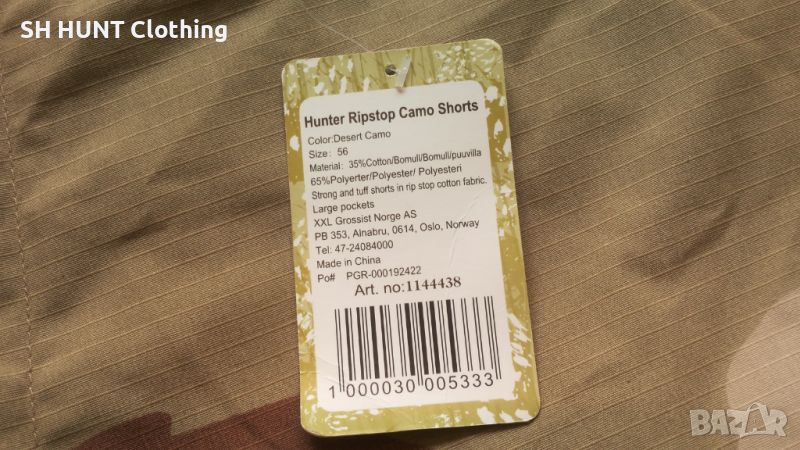 SH HUNT Clothing
Hunter Ripstop Camo Shorts
Color:Desert Camo
Size: 56
Material: 35%Cotton/Bomull/Bomull/puuvilla
65%Polyerter/Polyester/ Polyesteri
Strong and tuff shorts in rip stop cotton fabric.
Large pockets
XXL Grossist Norge AS
PB 353, Alnabru, 0614, Oslo, Norway
Tel: 47-24084000
Made in China
Po# PGR-000192422
Art. no:1144438
1 000030 005333
BAZAR